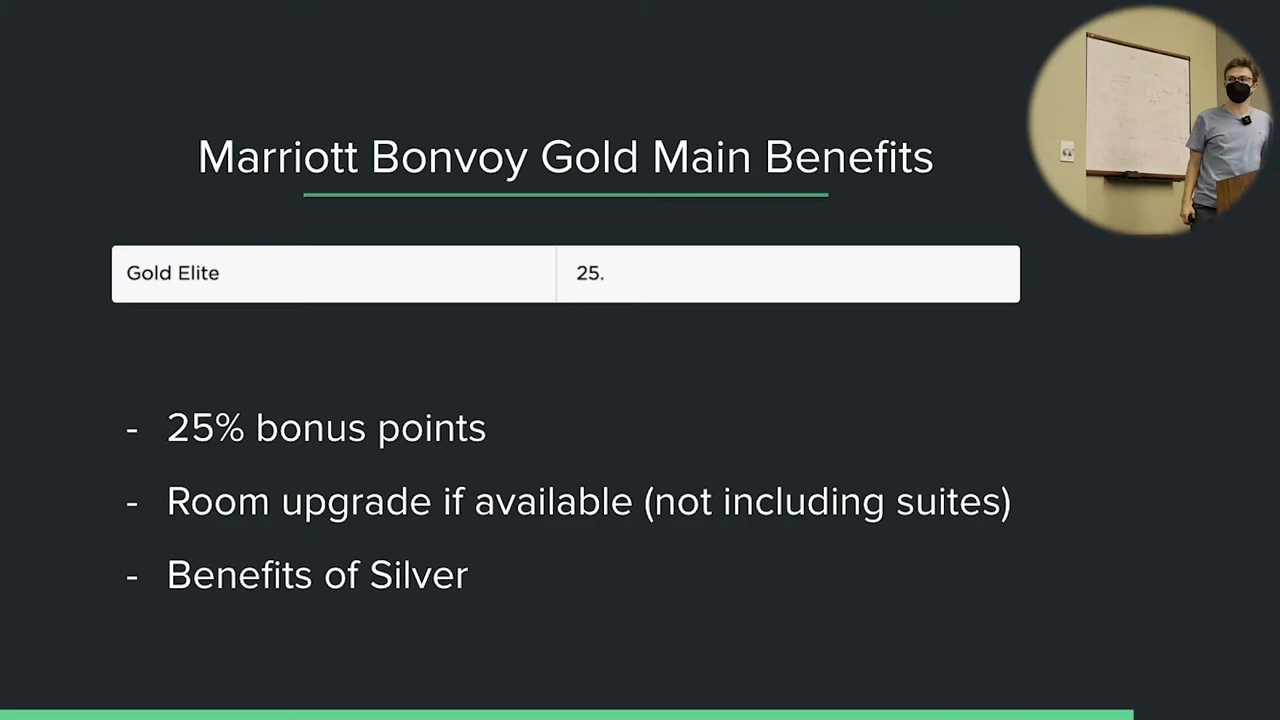 Marriott Bonvoy Gold Main Benefits
Gold Elite 25.
- 25% bonus points
- Room upgrade if available (not including suites)
- Benefits of Silver